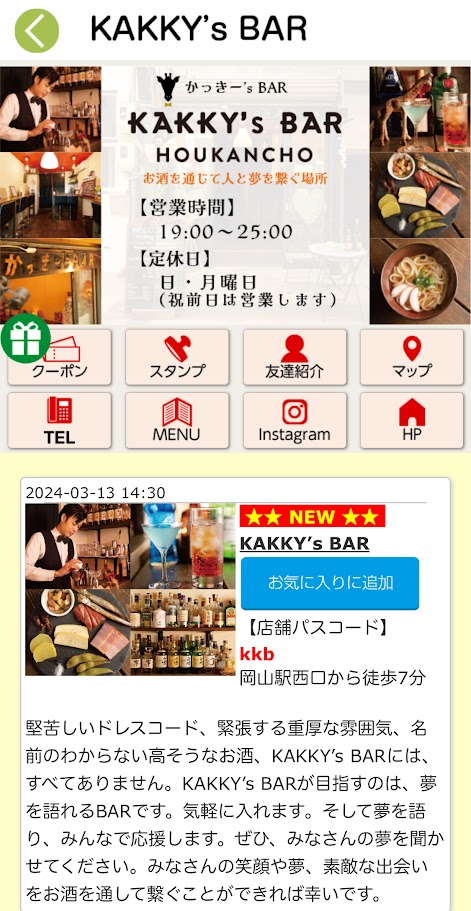 KAKKY’s BAR
かっきー’s BAR
KAKKY’s BAR
HOUKANCHO
お酒を通じて人と夢を繋ぐ場所
【営業時間】
19:00〜25:00
【定休日】
日・月曜日
（祝前日は営業します）
クーポン
スタンプ
友達紹介
マップ
TEL
MENU
Instagram
HP
2024-03-13 14:30
★★ NEW ★★
KAKKY’s BAR
お気に入りに追加
【店舗パスコード】
kkb
岡山駅西口から徒歩7分
堅苦しいドレスコード、緊張する重厚な雰囲気、名
前のわからない高そうなお酒、KAKKY’s BARには、
すべてありません。KAKKY’s BARが目指すのは、夢
を語れるBARです。気軽に入れます。そして夢を語
り、みんなで応援します。ぜひ、みなさんの夢を聞か
せてください。みなさんの笑顔や夢、素敵な出会い
をお酒を通して繋ぐことができれば幸いです。